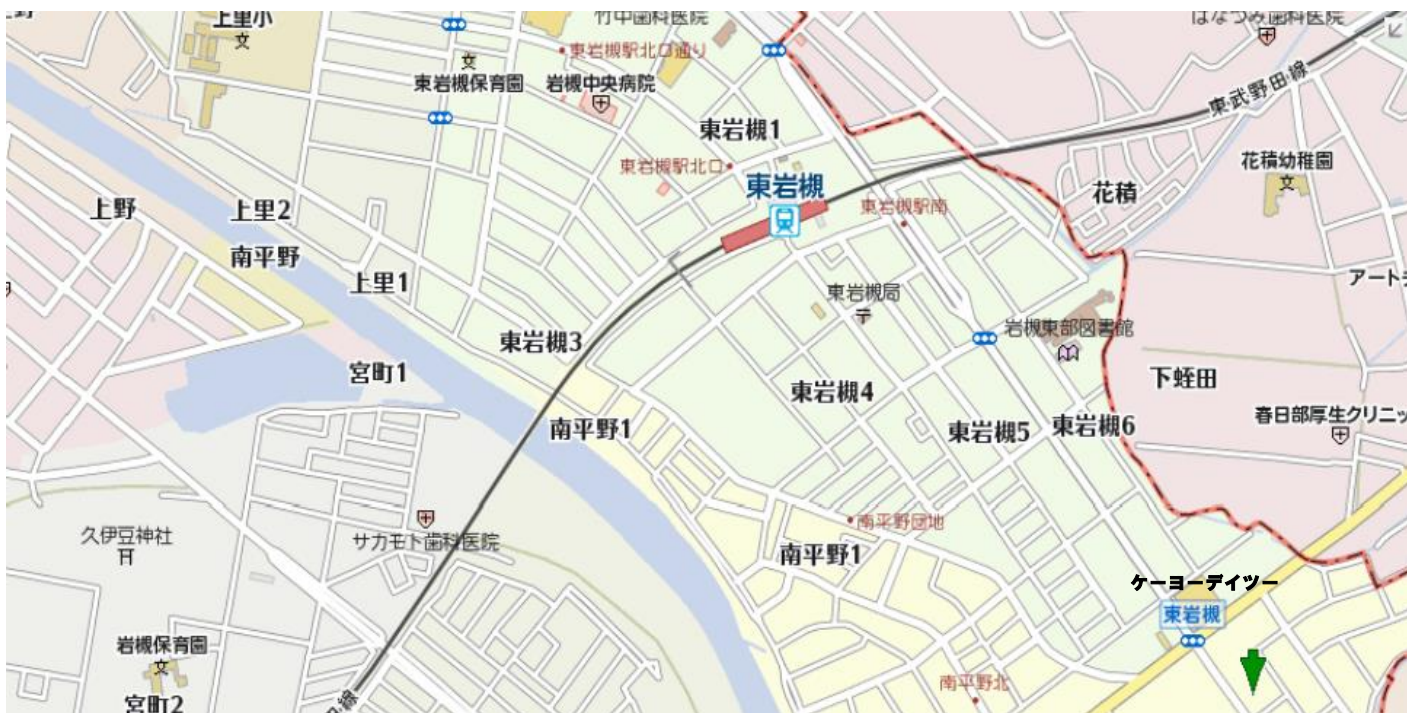 上里小
竹中歯科医院
はなつみ歯科医院
東岩槻駅北口通り
東岩槻保育園
岩槻中央病院
東武野田線
東岩槻1
東岩槻駅北口
花積幼稚園
東岩槻
花積
上野
上里2
東岩槻駅南
南平野
上里1
東岩槻局
アート
岩槻東部図書館
東岩槻3
宮町1
下蛭田
東岩槻4
春日部厚生クリニッ
南平野1
東岩槻5
東岩槻6
南平野団地
久伊豆神社
サカモト歯科医院
南平野1
ケーヨーデイツー
東岩槻
岩槻保育園
南平野北
宮町2
線